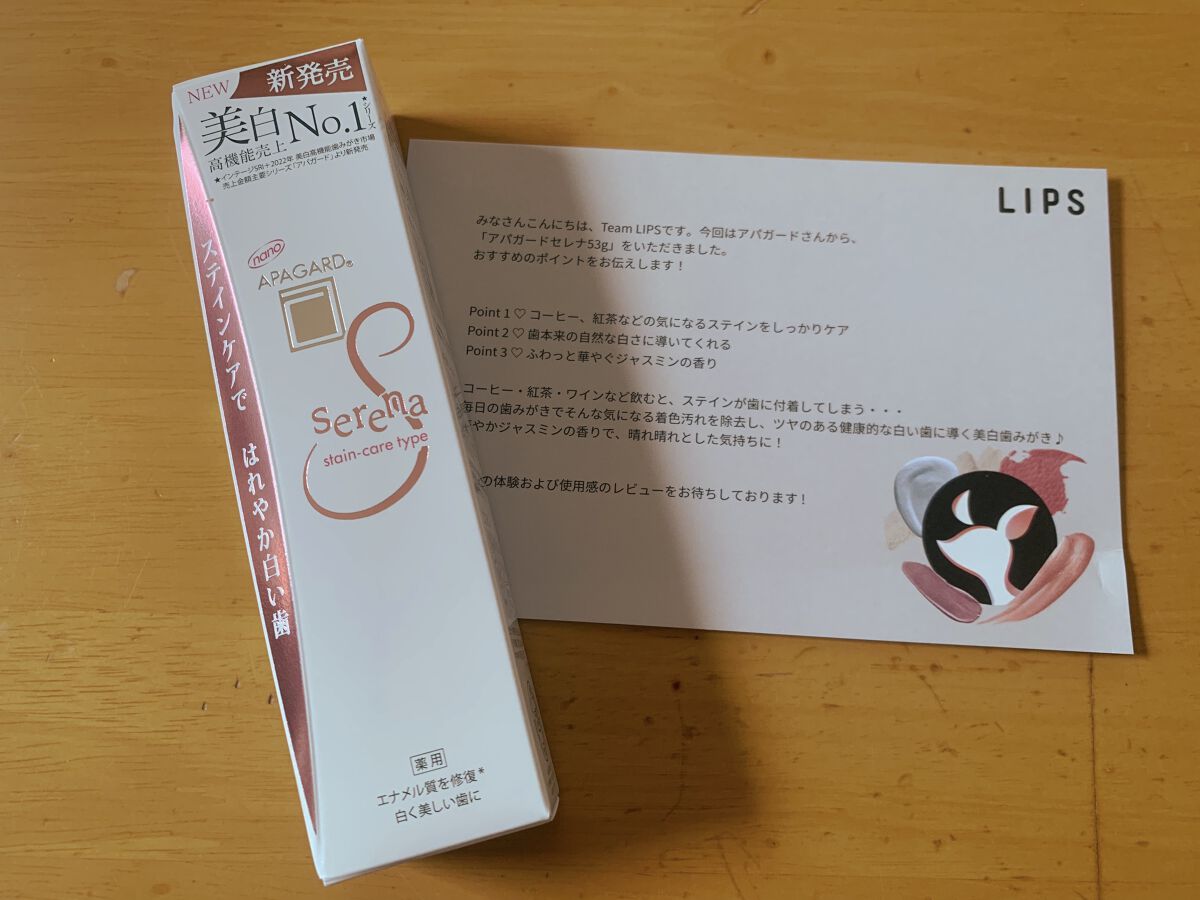 NEW
新発売
美白No.1
★シリーズ
高機能売上
★インテージSRI+2022年 美白高機能歯みがき市場
売上金額主要シリーズ「アパガード」より新発売
ステインケアで はれやか白い歯
nano
APAGARD®
Serena
stain-care type
薬用
エナメル質を修復*
白く美しい歯に
LIPS
みなさんこんにちは、Team LIPSです。今回はアパガードさんから、
「アパガードセレナ53g」をいただきました。
おすすめのポイントをお伝えします！
Point 1 ♡ コーヒー、紅茶などの気になるステインをしっかりケア
Point 2 ♡ 歯本来の自然な白さに導いてくれる
Point 3 ♡ ふわっと華やぐジャスミンの香り
コーヒー・紅茶・ワインなど飲むと、ステインが歯に付着してしまう・・・
毎日の歯みがきでそんな気になる着色汚れを除去し、ツヤのある健康的な白い歯に導く美白歯みがき♪
やかジャスミンの香りで、晴れ晴れとした気持ちに！
の体験および使用感のレビューをお待ちしております！